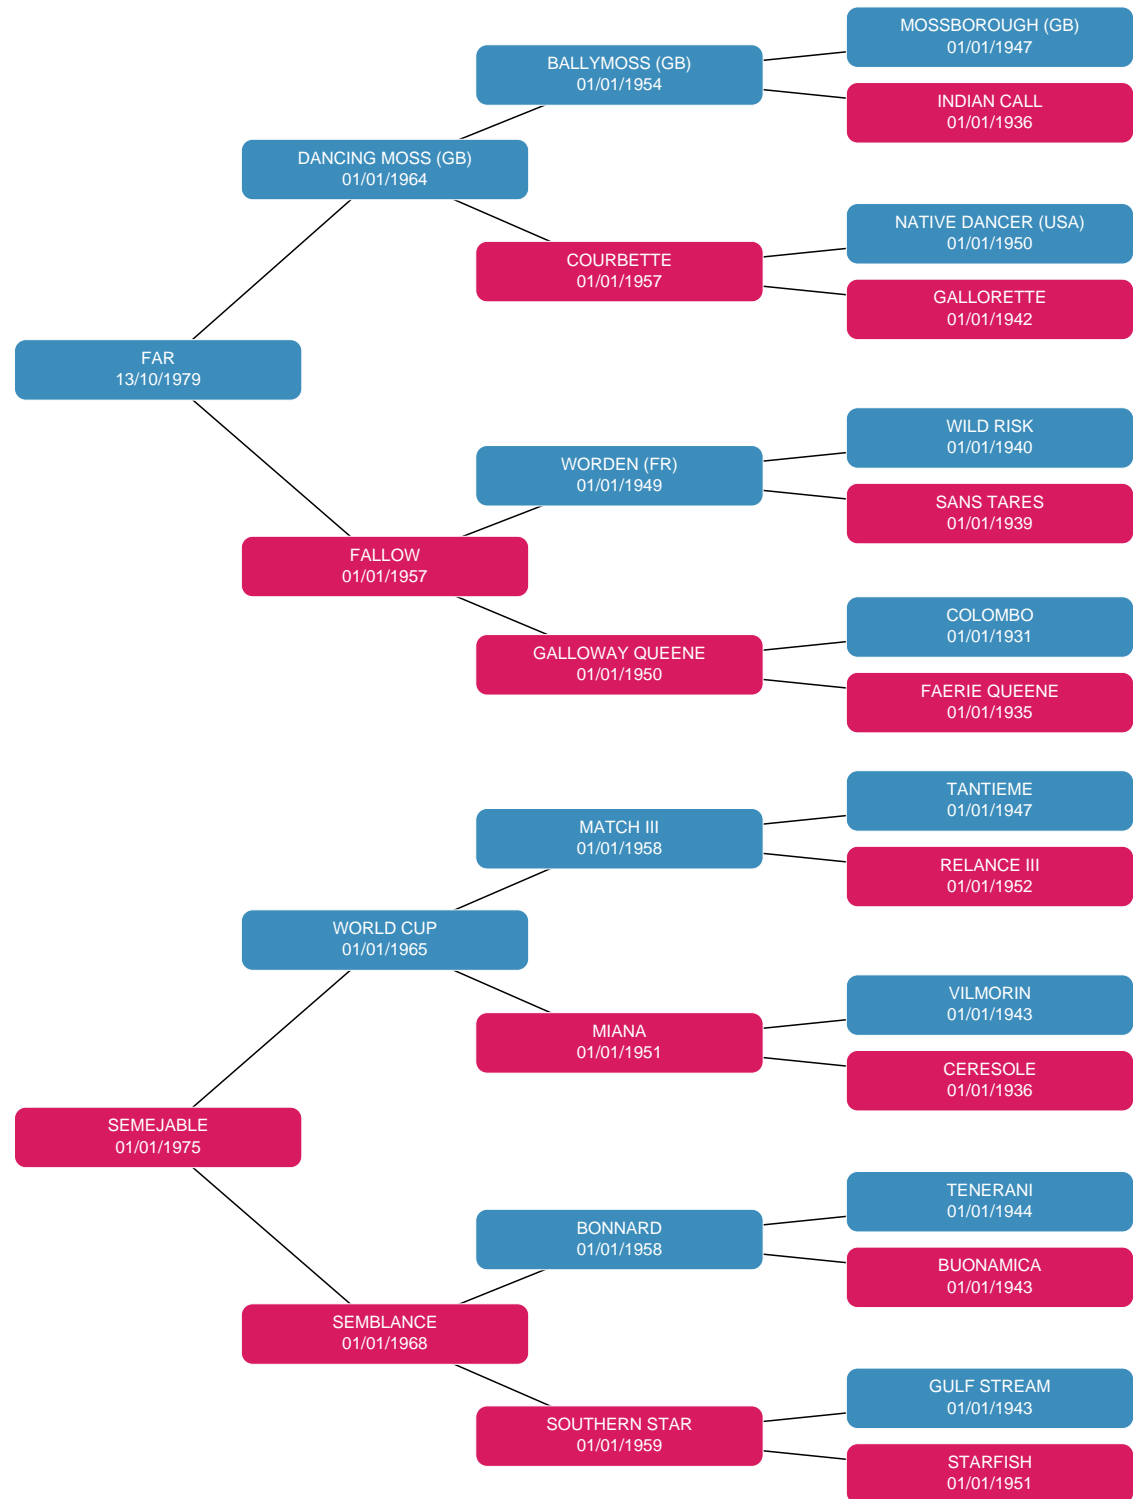 MOSSBOROUGH (GB)
01/01/1947
BALLYMOSS (GB)
01/01/1954
INDIAN CALL
01/01/1936
DANCING MOSS (GB)
01/01/1964
NATIVE DANCER (USA)
01/01/1950
COURBETTE
01/01/1957
GALLORETTE
01/01/1942
FAR
13/10/1979
WILD RISK
01/01/1940
WORDEN (FR)
01/01/1949
SANS TARES
01/01/1939
FALLOW
01/01/1957
COLOMBO
01/01/1931
GALLOWAY QUEENE
01/01/1950
FAERIE QUEENE
01/01/1935
TANTIEME
01/01/1947
MATCH III
01/01/1958
RELANCE III
01/01/1952
WORLD CUP
01/01/1965
VILMORIN
01/01/1943
MIANA
01/01/1951
CERESOLE
01/01/1936
SEMEJABLE
01/01/1975
TENERANI
01/01/1944
BONNARD
01/01/1958
BUONAMICA
01/01/1943
SEMBLANCE
01/01/1968
GULF STREAM
01/01/1943
SOUTHERN STAR
01/01/1959
STARFISH
01/01/1951